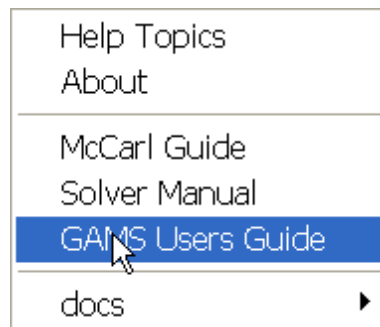 Help Topics
About
McCarl Guide
Solver Manual
GAMS Users Guide
docs